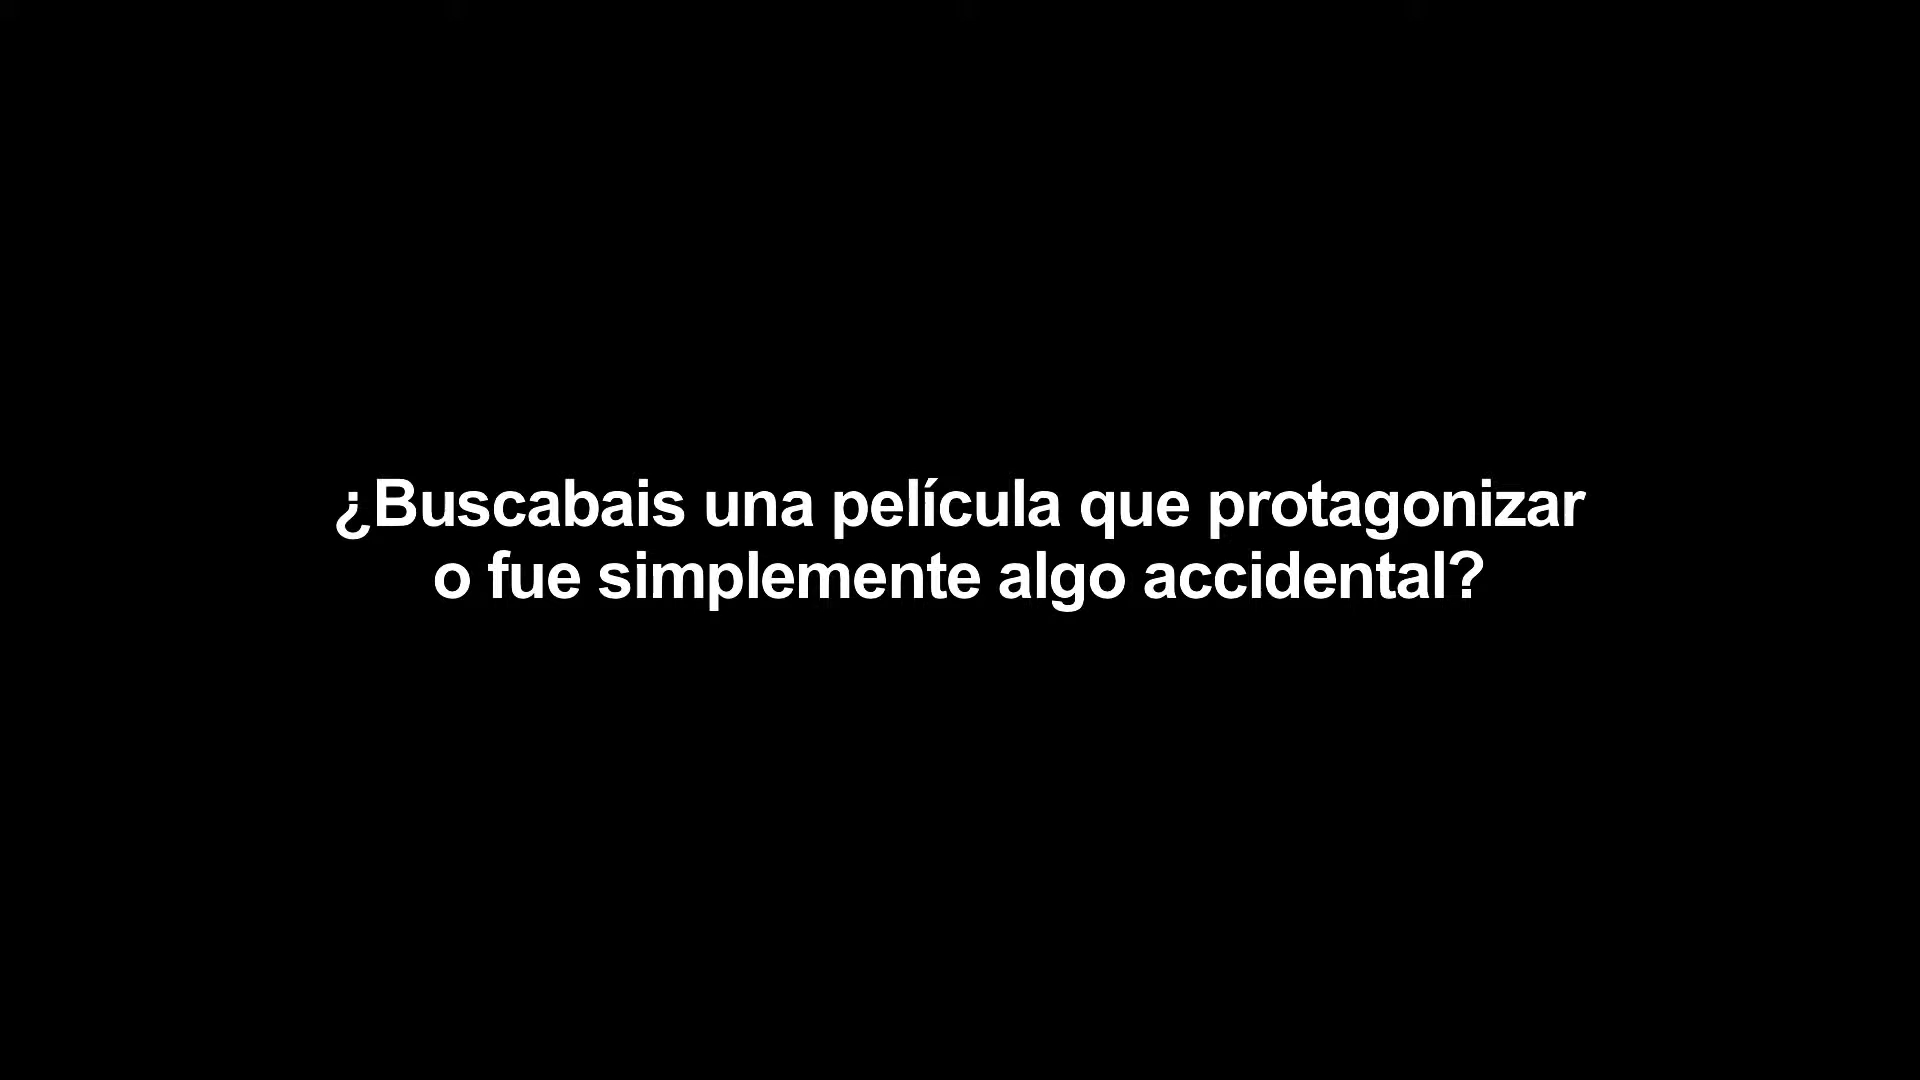 ¿Buscabais una película que protagonizar
o fue simplemente algo accidental?